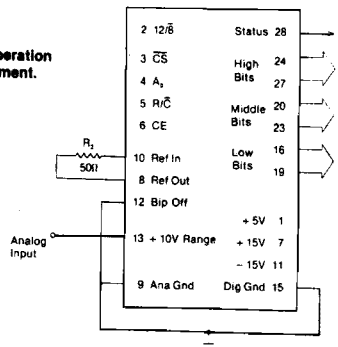 peration
ment.
2 12/8̅
3 C̅S̅
4 A₀
5 R/C̅
6 CE
10 Ref In
8 Ref Out
12 Bip Off
13 +10V Range
9 Ana Gnd
R₂
50Ω
Analog
Input
Status 28
High 24
Bits 27
Middle 20
Bits 23
Low 16
Bits 19
+5V 1
+15V 7
−15V 11
Dig Gnd 15